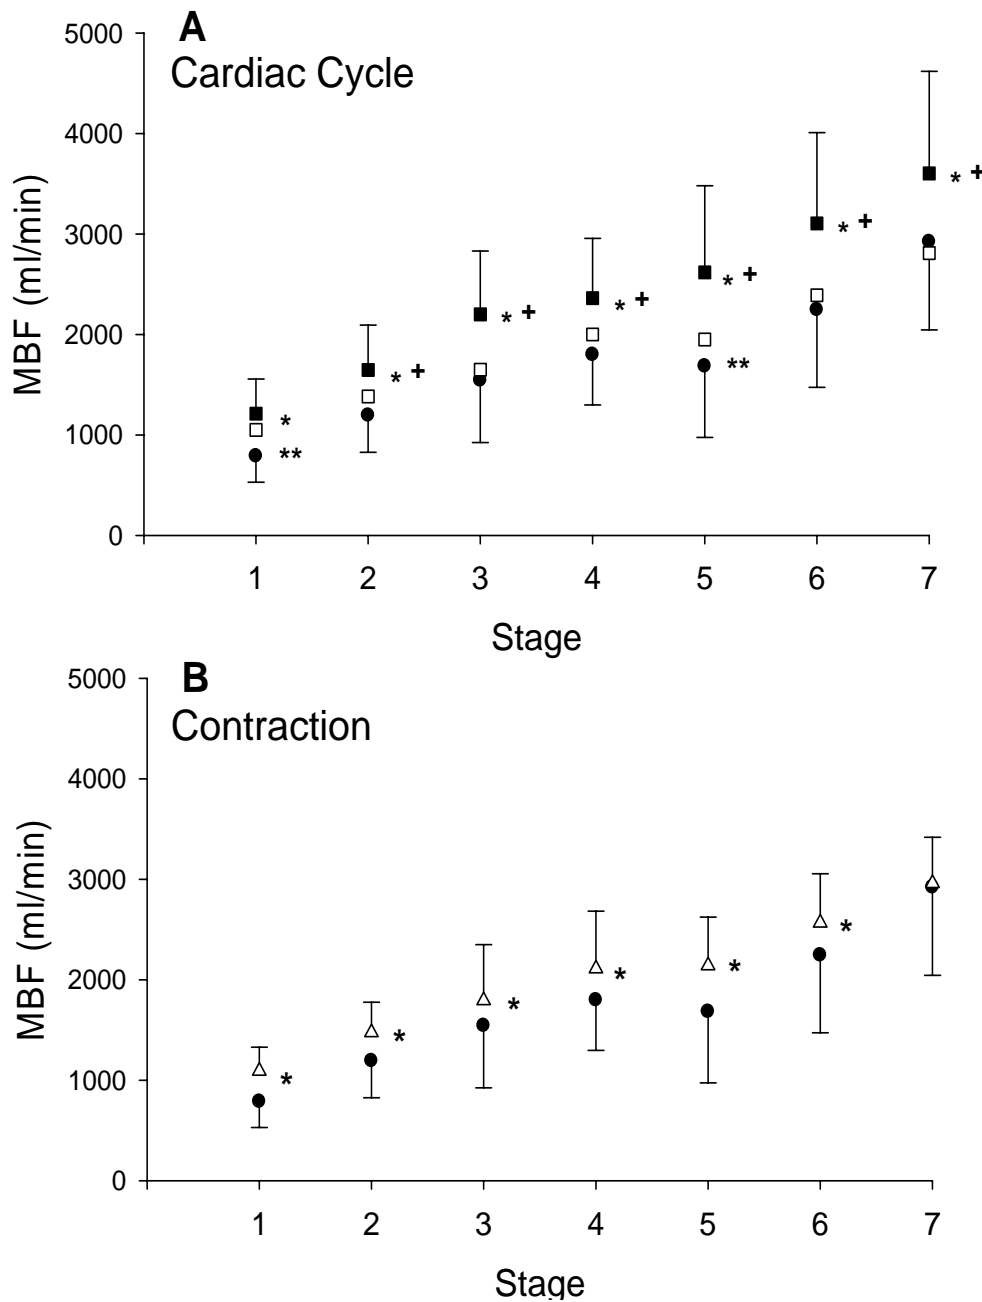 A
Cardiac Cycle
5000
4000
3000
2000
1000
0
MBF (ml/min)
*
**
* +
* +
* +
* +
**
* +
* +
1 2 3 4 5 6 7
Stage
B
Contraction
5000
4000
3000
2000
1000
0
MBF (ml/min)
*
*
*
*
*
*
1 2 3 4 5 6 7
Stage